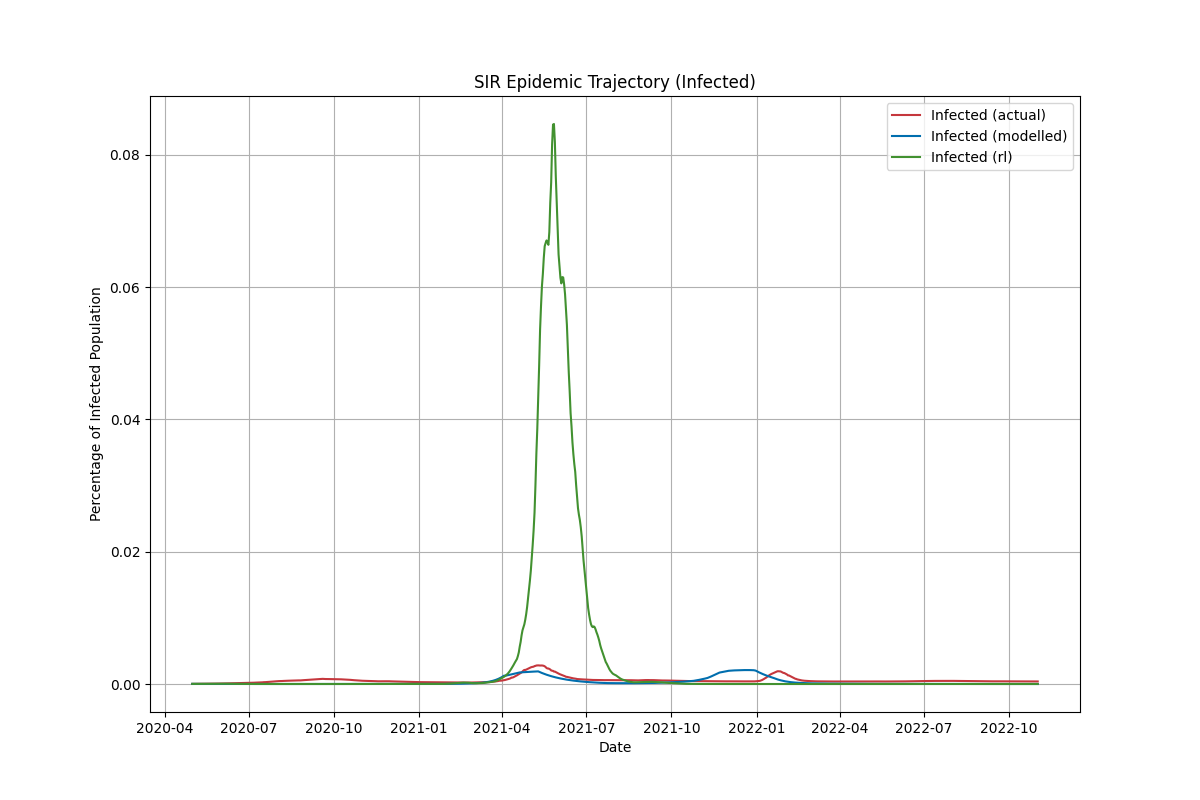 SIR Epidemic Trajectory (Infected)
Infected (actual)
Infected (modelled)
Infected (rl)
Percentage of Infected Population
0.08
0.06
0.04
0.02
0.00
2020-04 2020-07 2020-10 2021-01 2021-04 2021-07 2021-10 2022-01 2022-04 2022-07 2022-10
Date